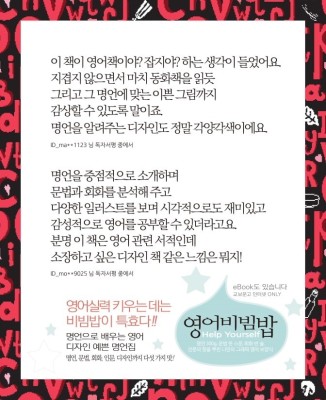 이 책이 영어책이야? 잡지야? 하는 생각이 들었어요.
지겹지 않으면서 마치 동화책을 읽듯
그리고 그 명언에 맞는 이쁜 그림까지
감상할 수 있도록 말이죠.
명언을 알려주는 디자인도 정말 각양각색이에요.
ID_ma**1123 님 독자서평 중에서
명언을 중점적으로 소개하며
문법과 회화를 분석해 주고
다양한 일러스트를 보며 시각적으로도 재미있고
감성적으로 영어를 공부할 수 있더라고요.
분명 이 책은 영어 관련 서적인데
소장하고 싶은 디자인 책 같은 느낌은 뭐지!
ID_mo**9025 님 독자서평 중에서
eBook도 있습니다
교보문고 인터넷 ONLY
영어실력 키우는 데는
비빔밥이 특효다!!
명언으로 배우는 영어
디자인 예쁜 명언집
명언, 문법, 회화, 인문, 디자인까지 다섯 가지 맛!
영어비빔밥
Help Yourself